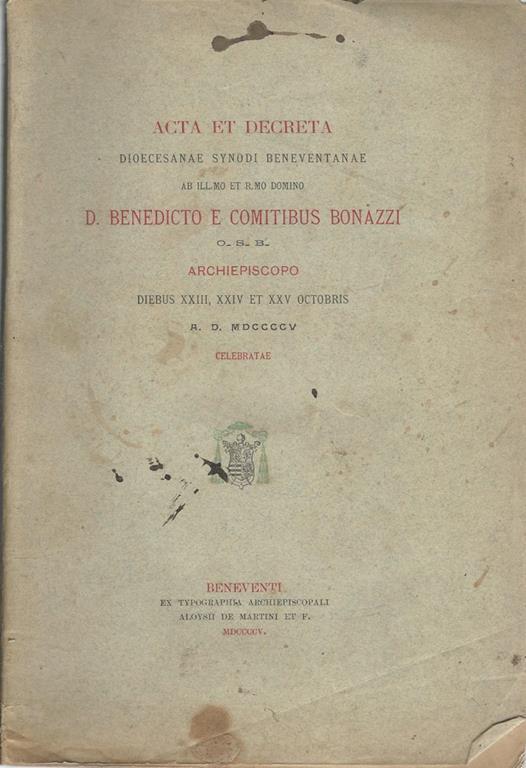 ACTA ET DECRETA
DIOECESANAE SYNODI BENEVENTANAE
AB ILL.MO ET R.MO DOMINO
D. BENEDICTO E COMITIBUS BONAZZI
O. S. B.
ARCHIEPISCOPO
DIEBUS XXIII, XXIV ET XXV OCTOBRIS
A. D. MDCCCCV
CELEBRATAE
BENEVENTI
EX TYPOGRAPHIA ARCHIEPISCOPALI
ALOYSII DE MARTINI ET F.
MDCCCCV.